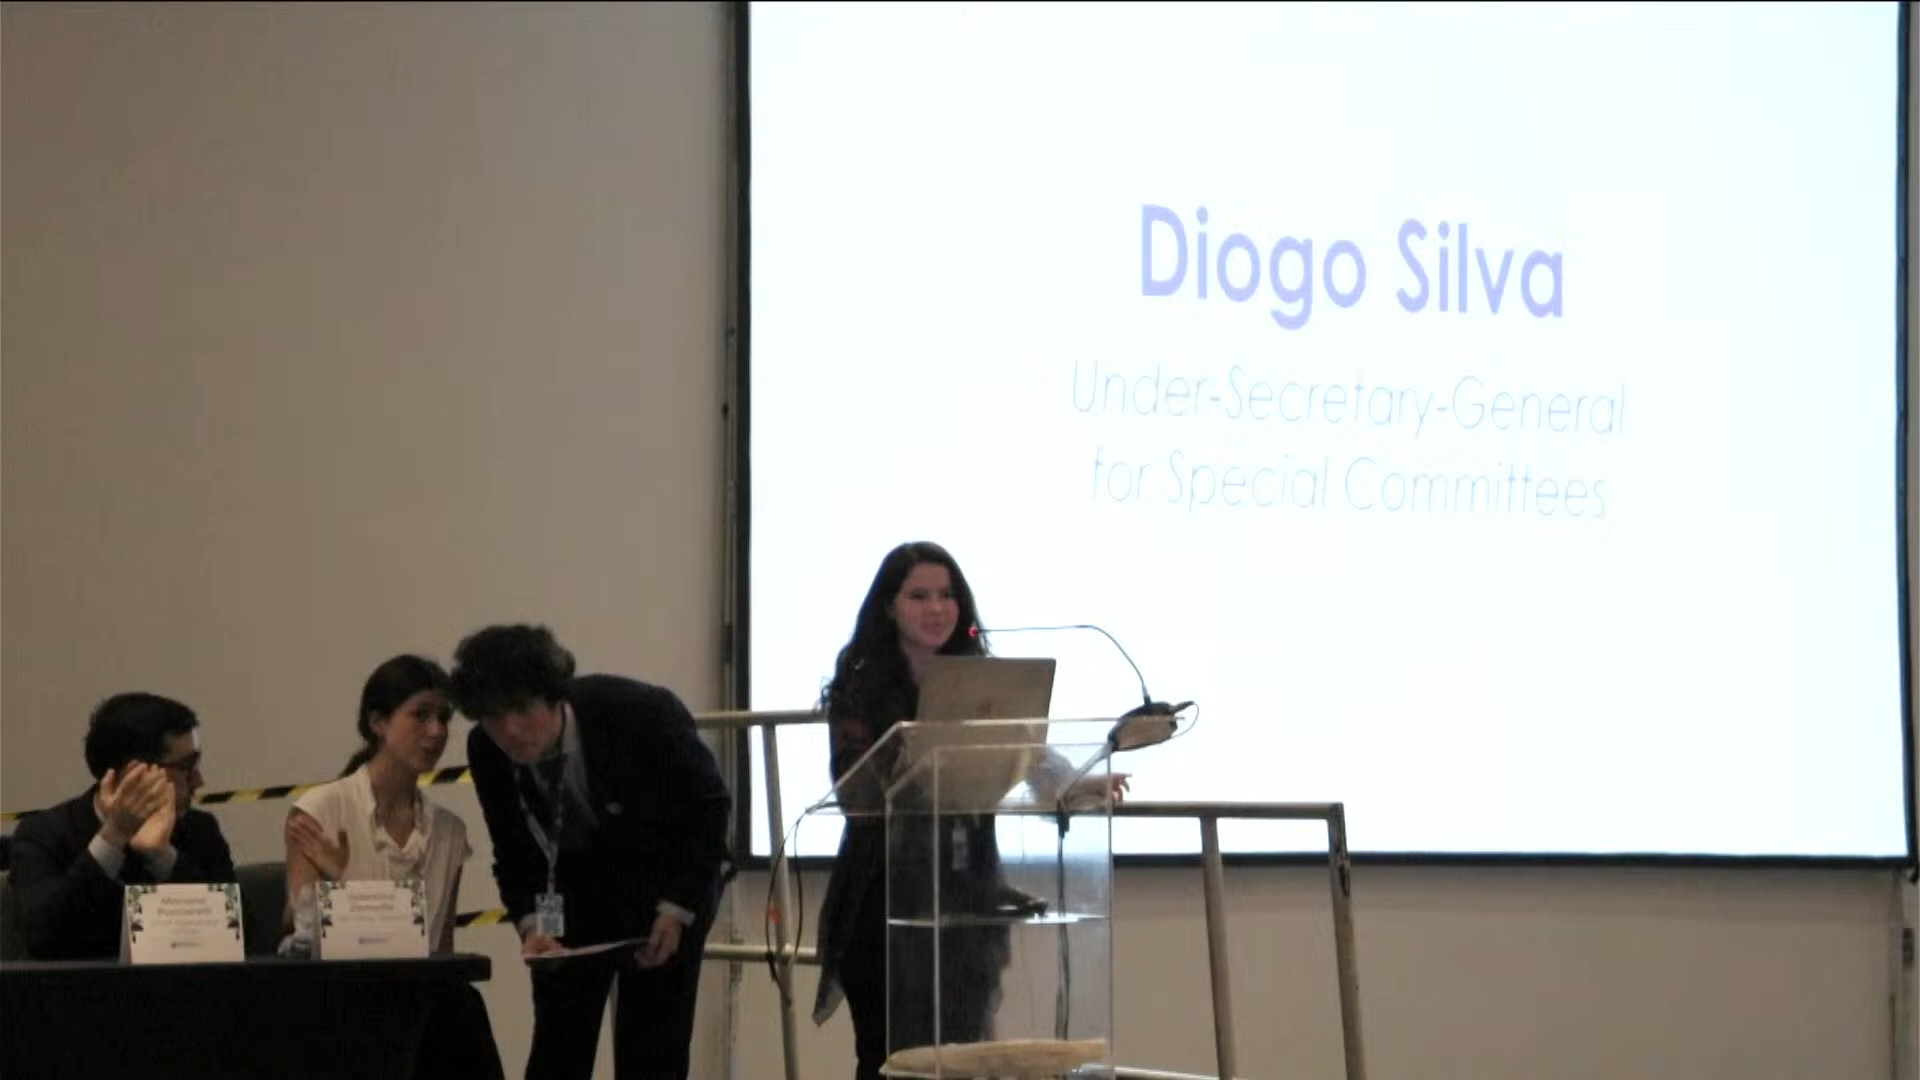 Diogo Silva
Under-Secretary-General
for Special Committees